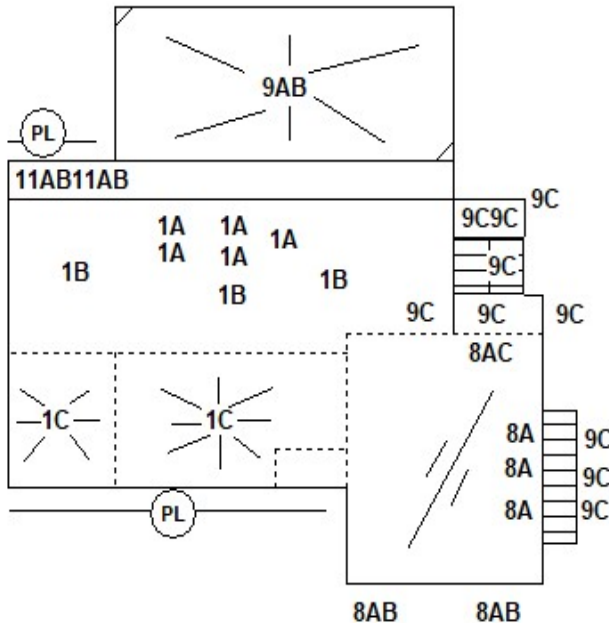 9AB
PL
11AB11AB
9C
9C9C
1A 1A
1A
1A 1A
9C
1B 1B
1B
9C 9C 9C
8AC
1C 1C
8A
9C
8A
9C
8A
9C
PL
8AB 8AB